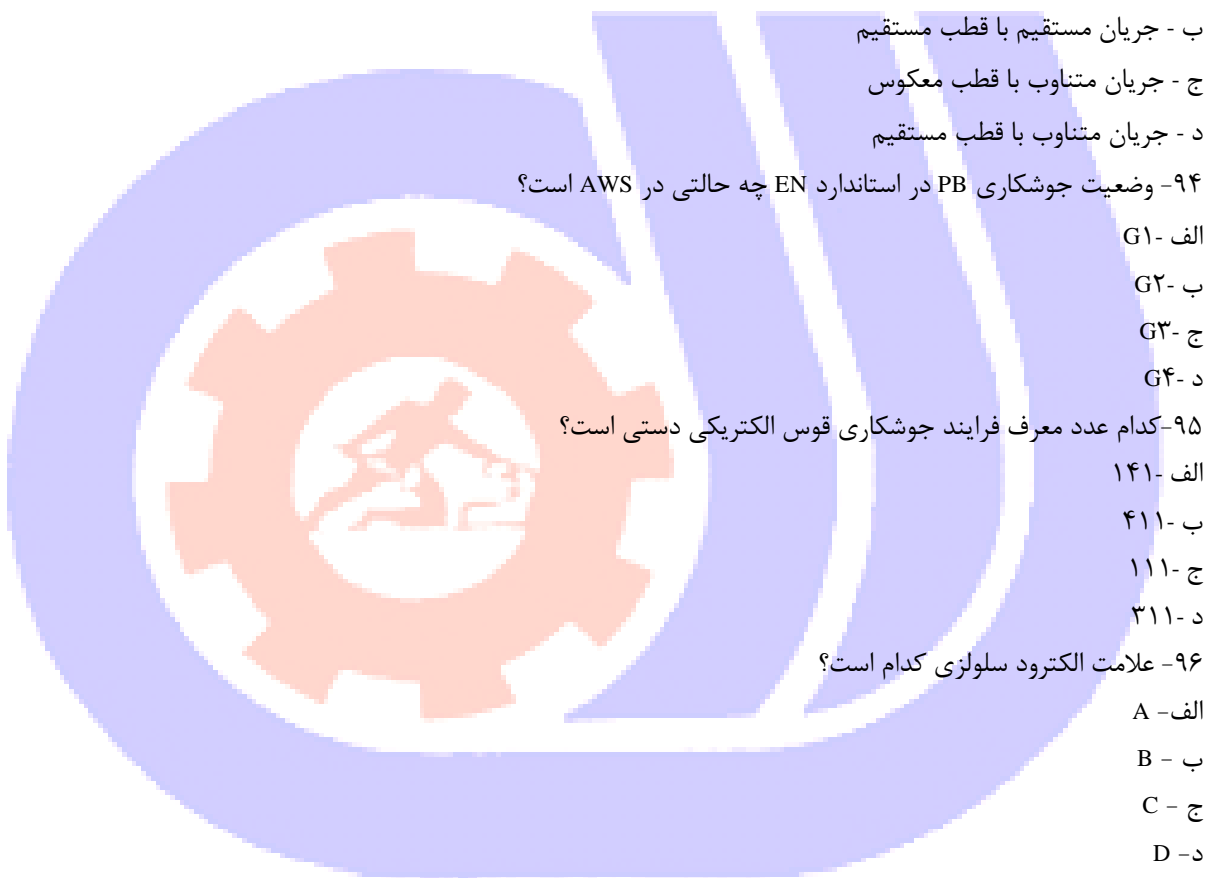 ب - جریان مستقیم با قطب مستقیم
ج - جریان متناوب با قطب معکوس
د - جریان متناوب با قطب مستقیم
۹۴- وضعیت جوشکاری PB در استاندارد EN چه حالتی در AWS است؟
الف -G۱
ب -G۲
ج -G۳
د -G۴
۹۵-کدام عدد معرف فرایند جوشکاری قوس الکتریکی دستی است؟
الف -۱۴۱
ب -۴۱۱
ج -۱۱۱
د -۳۱۱
۹۶- علامت الکترود سلولزی کدام است؟
الف- A
ب - B
ج - C
د- D